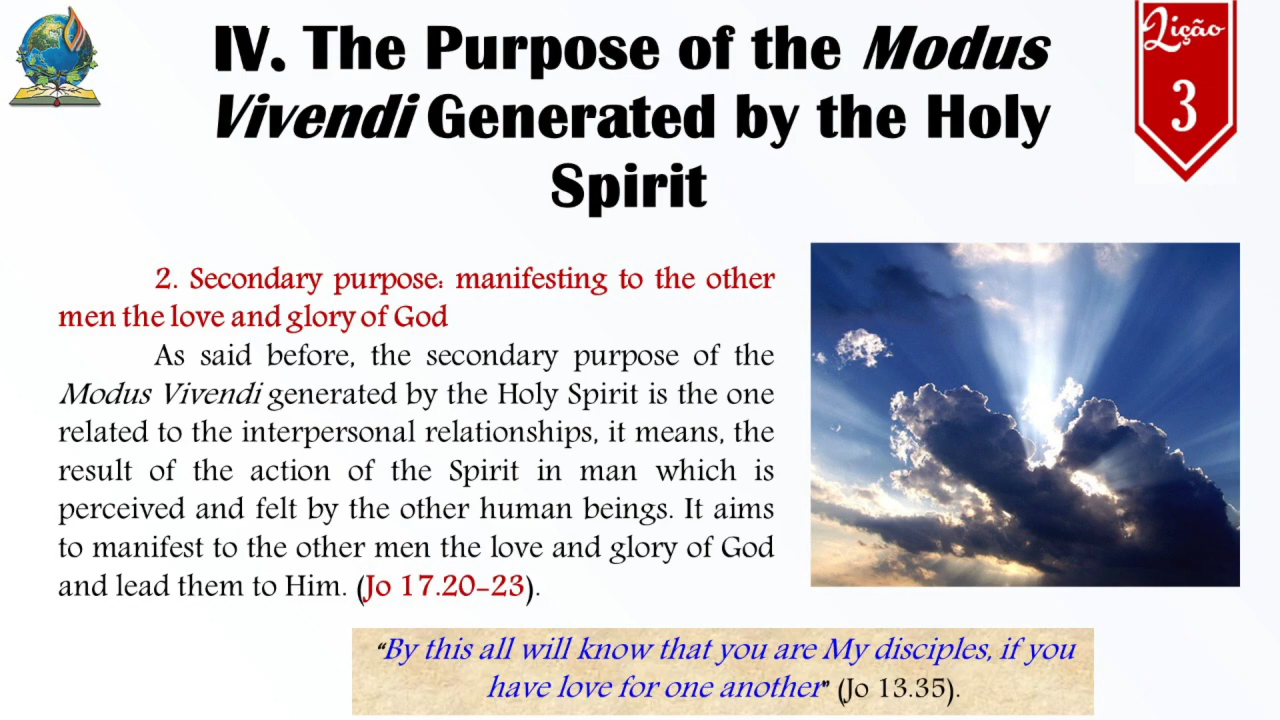 IV. The Purpose of the Modus
Vivendi Generated by the Holy
Spirit
Lição
3
2. Secondary purpose: manifesting to the other
men the love and glory of God
As said before, the secondary purpose of the
Modus Vivendi generated by the Holy Spirit is the one
related to the interpersonal relationships, it means, the
result of the action of the Spirit in man which is
perceived and felt by the other human beings. It aims
to manifest to the other men the love and glory of God
and lead them to Him. (Jo 17.20-23).
“By this all will know that you are My disciples, if you
have love for one another” (Jo 13.35).